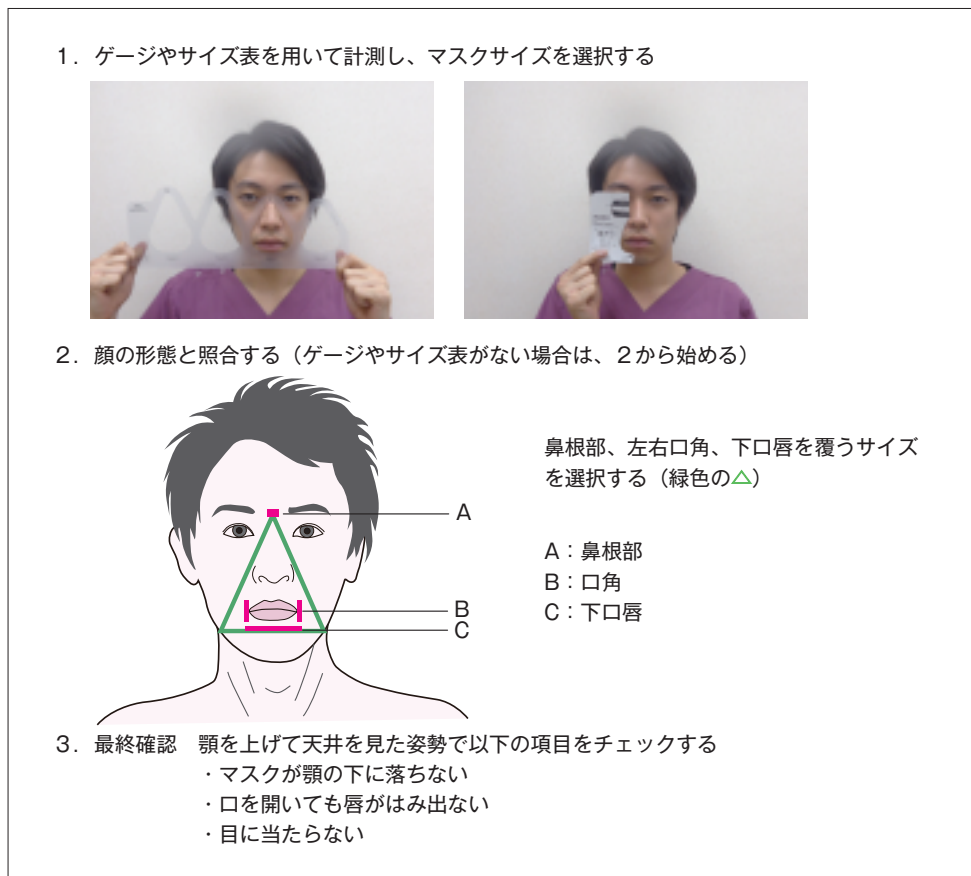 1．ゲージやサイズ表を用いて計測し、マスクサイズを選択する
2．顔の形態と照合する（ゲージやサイズ表がない場合は、2から始める）
鼻根部、左右口角、下口唇を覆うサイズ
を選択する（緑色の△）
A
A：鼻根部
B：口角
B
C：下口唇
C
3．最終確認　顎を上げて天井を見た姿勢で以下の項目をチェックする
・マスクが顎の下に落ちない
・口を開いても唇がはみ出ない
・目に当たらない